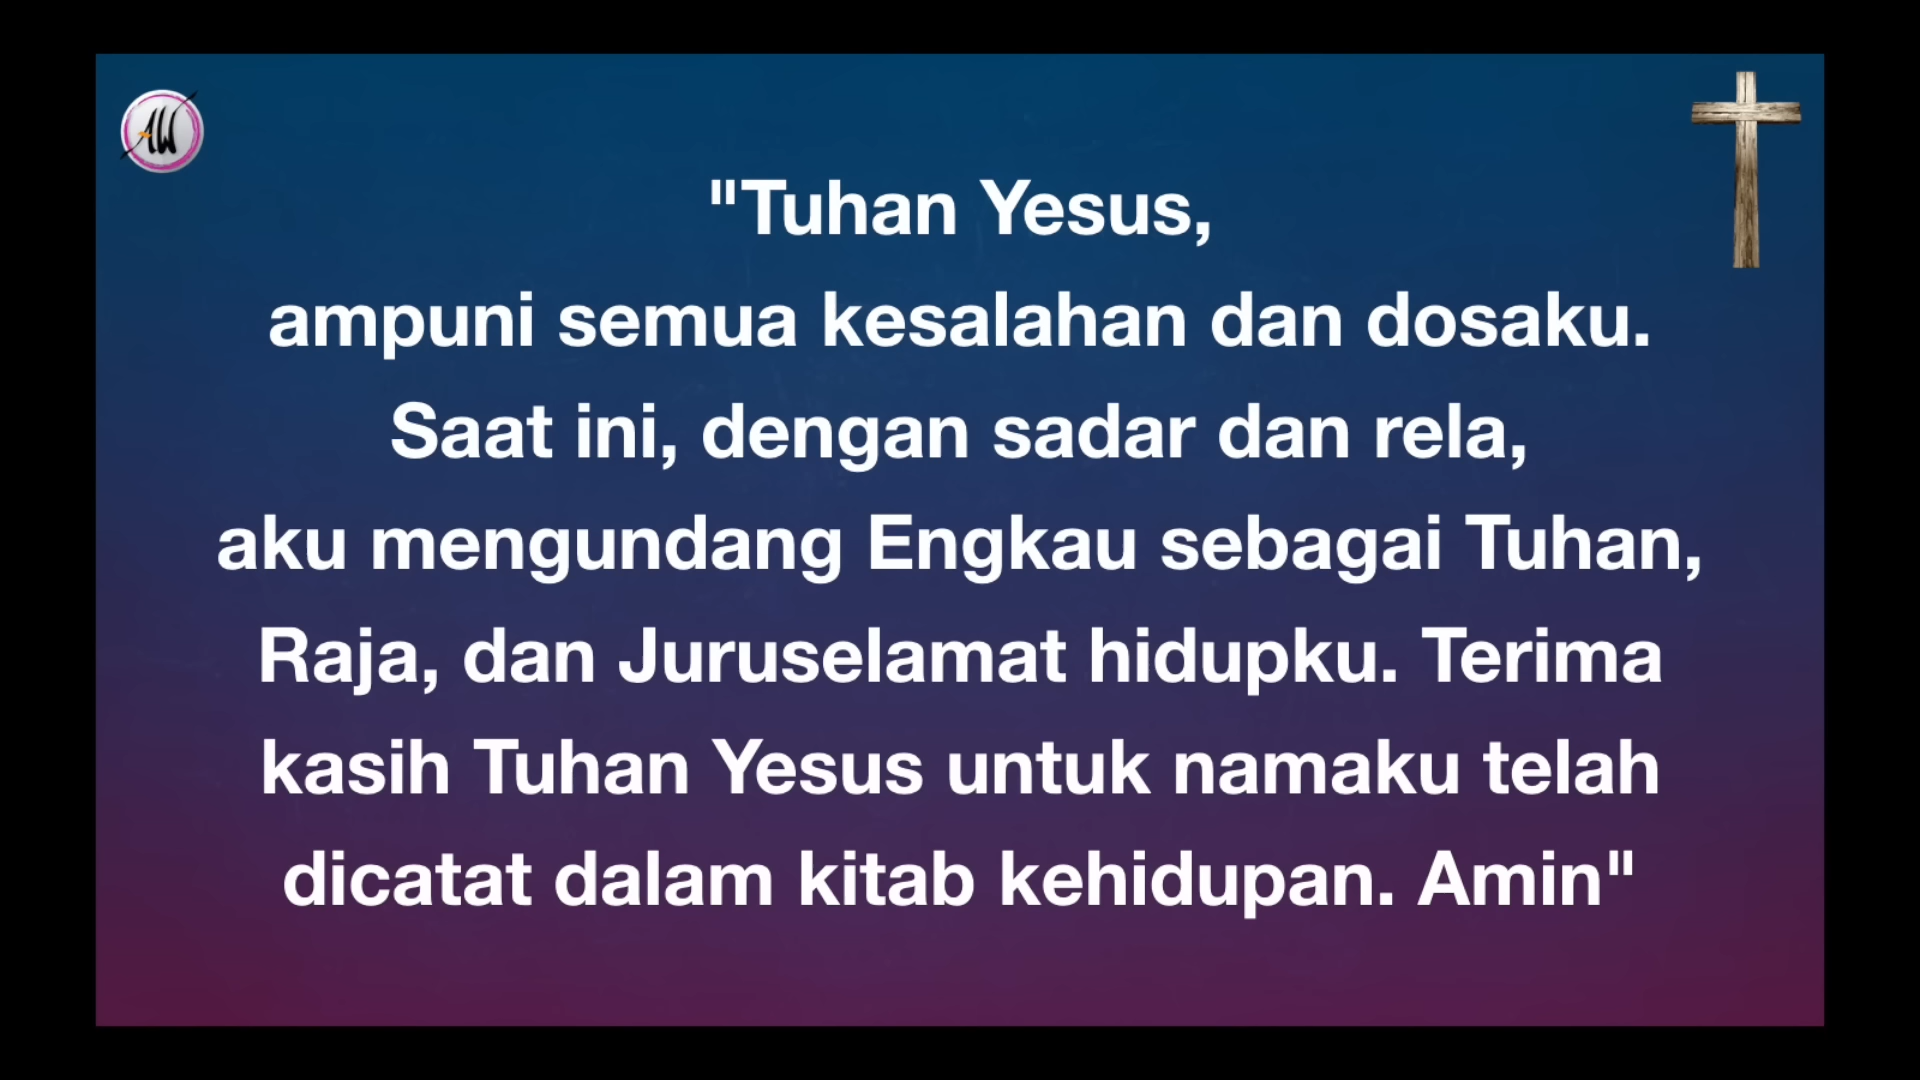 AW
"Tuhan Yesus,
ampuni semua kesalahan dan dosaku.
Saat ini, dengan sadar dan rela,
aku mengundang Engkau sebagai Tuhan,
Raja, dan Juruselamat hidupku. Terima
kasih Tuhan Yesus untuk namaku telah
dicatat dalam kitab kehidupan. Amin"